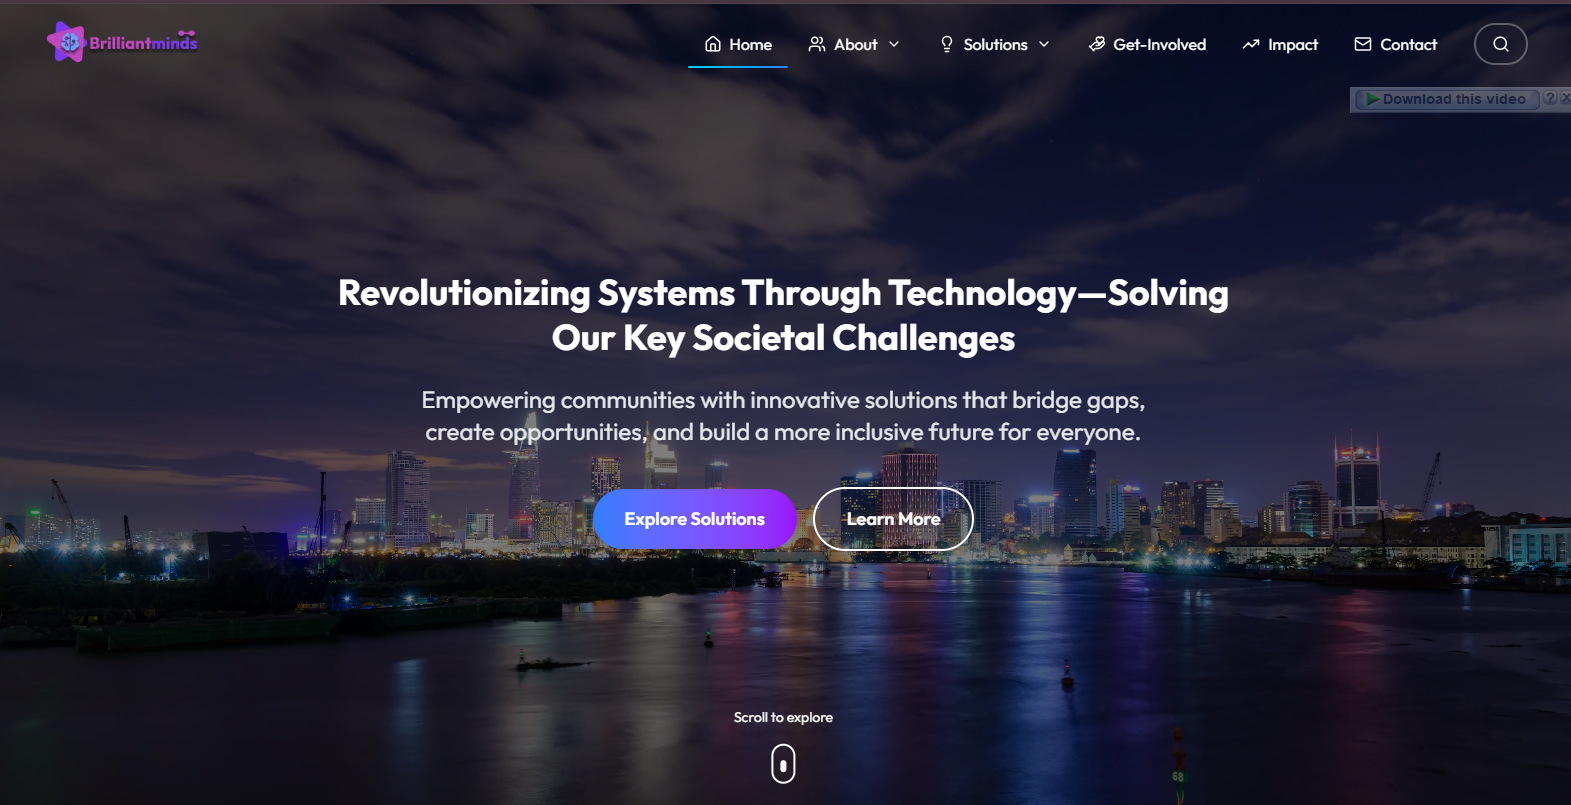 Brilliantminds
Home
About
Solutions
Get-Involved
Impact
Contact
Download this video
?
X
Revolutionizing Systems Through Technology—Solving
Our Key Societal Challenges
Empowering communities with innovative solutions that bridge gaps,
create opportunities, and build a more inclusive future for everyone.
Explore Solutions
Learn More
Scroll to explore
68